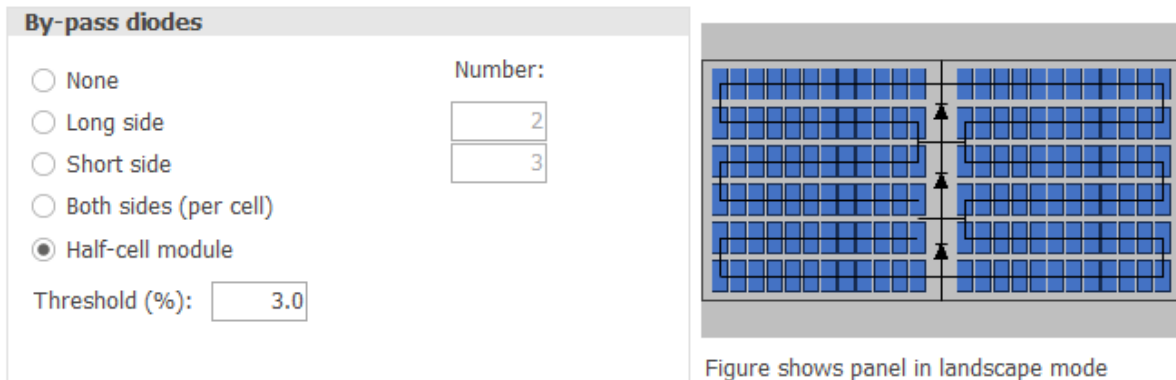 By-pass diodes
None
Number:
Long side
2
Short side
3
Both sides (per cell)
Half-cell module
Threshold (%): 3.0
Figure shows panel in landscape mode